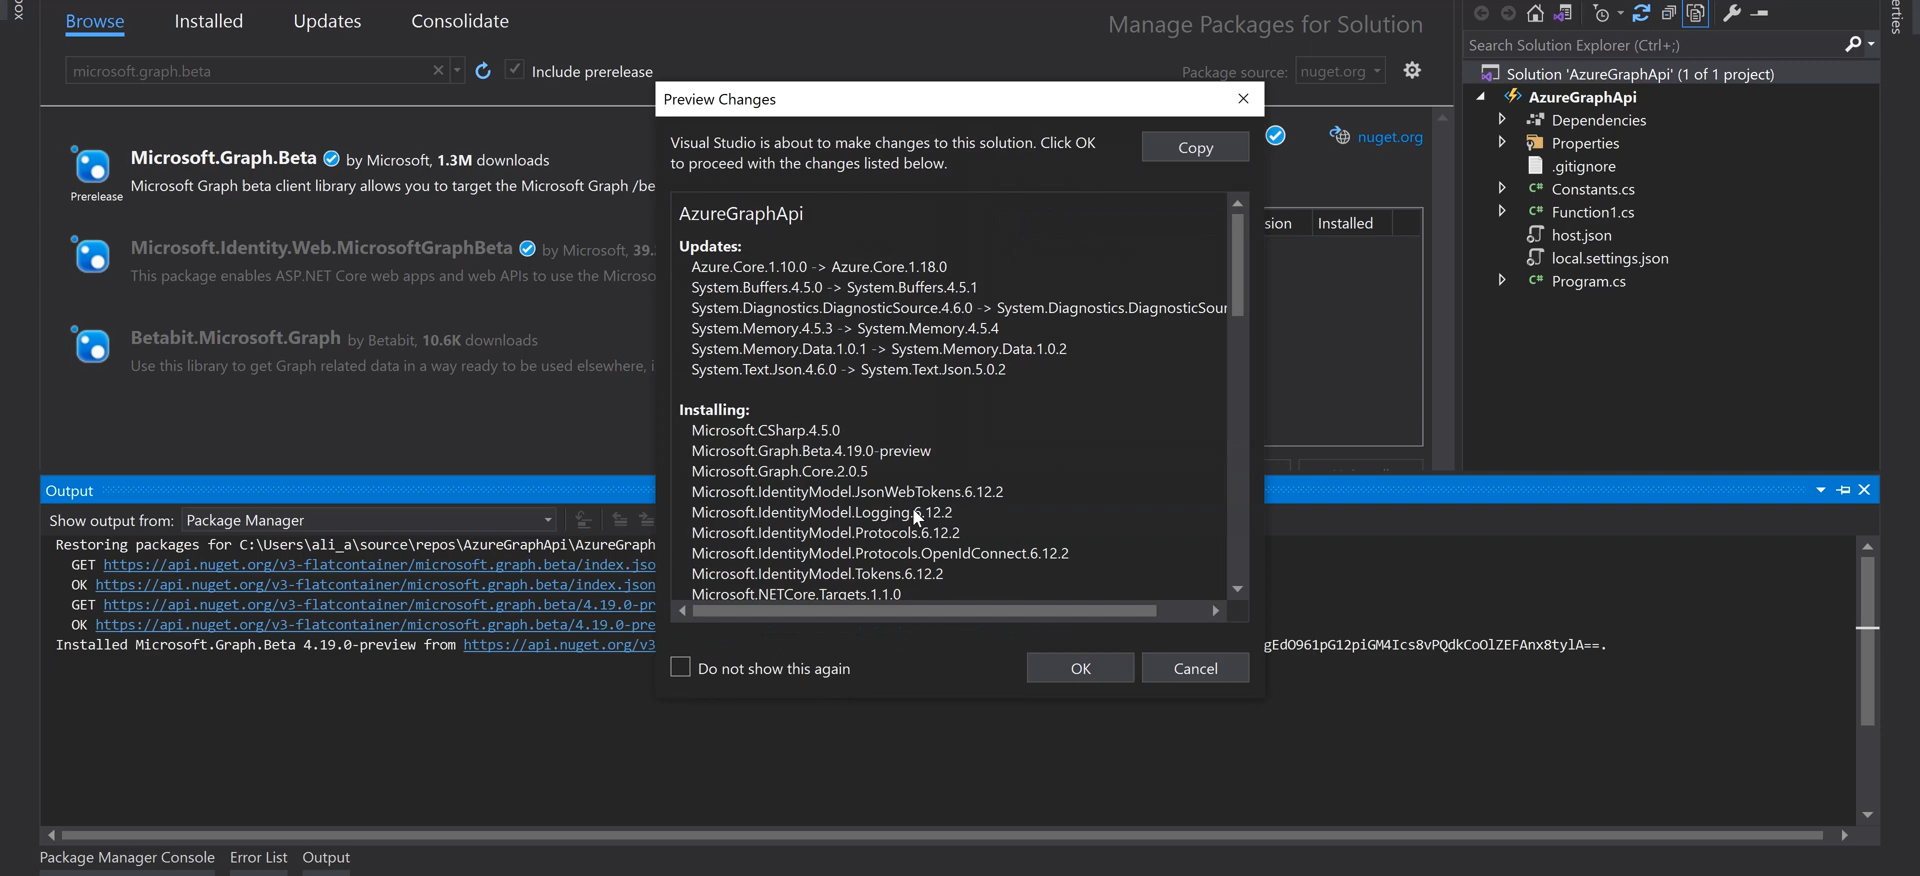 box
Browse
Installed
Updates
Consolidate
Manage Packages for Solution
microsoft.graph.beta
Include prerelease
Package source:
nuget.org
Microsoft.Graph.Beta by Microsoft, 1.3M downloads
Microsoft Graph beta client library allows you to target the Microsoft Graph /be
Prerelease
Microsoft.Identity.Web.MicrosoftGraphBeta by Microsoft, 39.
This package enables ASP.NET Core web apps and web APIs to use the Microso
Betabit.Microsoft.Graph by Betabit, 10.6K downloads
Use this library to get Graph related data in a way ready to be used elsewhere, i
nuget.org
sion
Installed
Preview Changes
Visual Studio is about to make changes to this solution. Click OK
to proceed with the changes listed below.
Copy
AzureGraphApi
Updates:
Azure.Core.1.10.0 -> Azure.Core.1.18.0
System.Buffers.4.5.0 -> System.Buffers.4.5.1
System.Diagnostics.DiagnosticSource.4.6.0 -> System.Diagnostics.DiagnosticSour
System.Memory.4.5.3 -> System.Memory.4.5.4
System.Memory.Data.1.0.1 -> System.Memory.Data.1.0.2
System.Text.Json.4.6.0 -> System.Text.Json.5.0.2
Installing:
Microsoft.CSharp.4.5.0
Microsoft.Graph.Beta.4.19.0-preview
Microsoft.Graph.Core.2.0.5
Microsoft.IdentityModel.JsonWebTokens.6.12.2
Microsoft.IdentityModel.Logging.6.12.2
Microsoft.IdentityModel.Protocols.6.12.2
Microsoft.IdentityModel.Protocols.OpenIdConnect.6.12.2
Microsoft.IdentityModel.Tokens.6.12.2
Microsoft.NETCore.Targets.1.1.0
Do not show this again
OK
Cancel
Search Solution Explorer (Ctrl+;)
Solution 'AzureGraphApi' (1 of 1 project)
AzureGraphApi
Dependencies
Properties
.gitignore
C# Constants.cs
C# Function1.cs
host.json
local.settings.json
C# Program.cs
erties
Output
Show output from: Package Manager
Restoring packages for C:\Users\ali_a\source\repos\AzureGraphApi\AzureGraph
GET https://api.nuget.org/v3-flatcontainer/microsoft.graph.beta/index.jso
OK https://api.nuget.org/v3-flatcontainer/microsoft.graph.beta/index.json
GET https://api.nuget.org/v3-flatcontainer/microsoft.graph.beta/4.19.0-pr
OK https://api.nuget.org/v3-flatcontainer/microsoft.graph.beta/4.19.0-pre
Installed Microsoft.Graph.Beta 4.19.0-preview from https://api.nuget.org/v3 gEdO961pG12piGM4Ics8vPQdkCoOlZEFAnx8tylA==.
Package Manager Console
Error List
Output